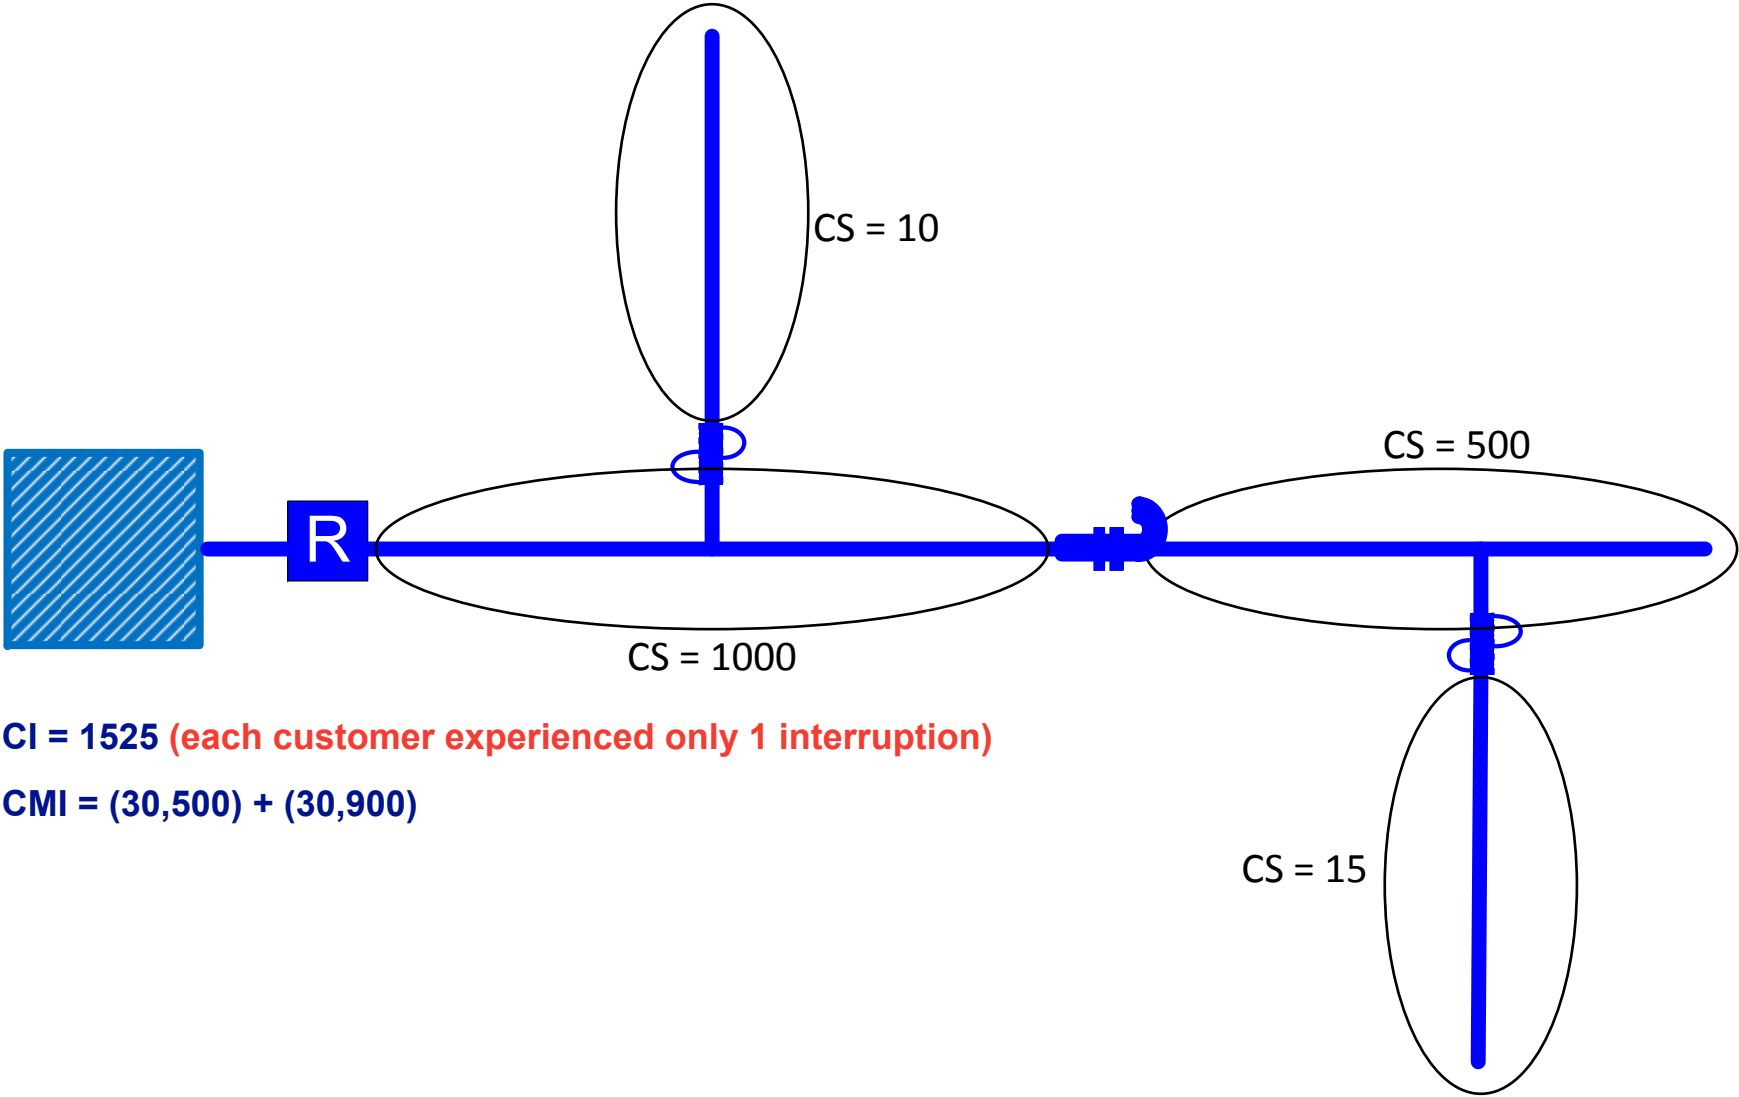 CS = 10
CS = 500
R
CS = 1000
CI = 1525 (each customer experienced only 1 interruption)
CMI = (30,500) + (30,900)
CS = 15